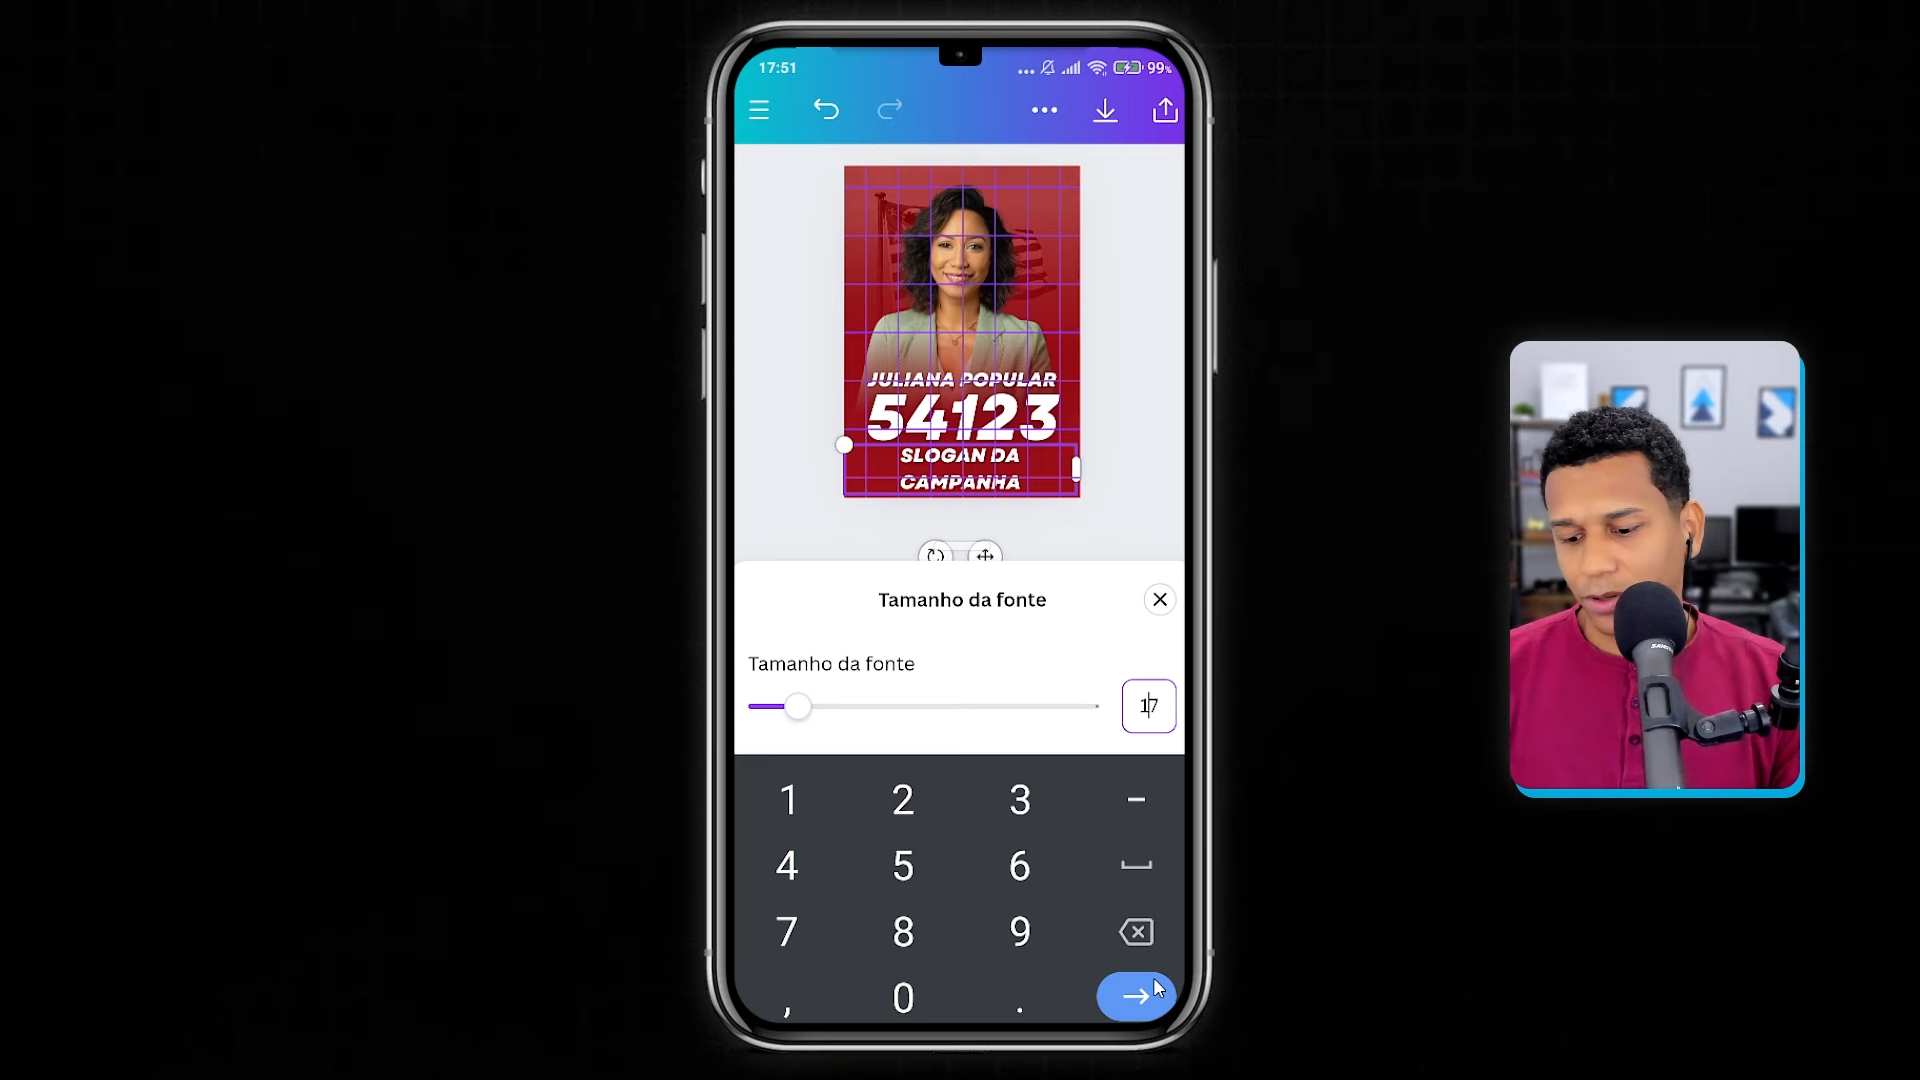 17:51
99%
JULIANA POPULAR
54123
SLOGAN DA
CAMPANHA
Tamanho da fonte
Tamanho da fonte
17
1 2 3 –
4 5 6
7 8 9
, 0 .
SAMSON